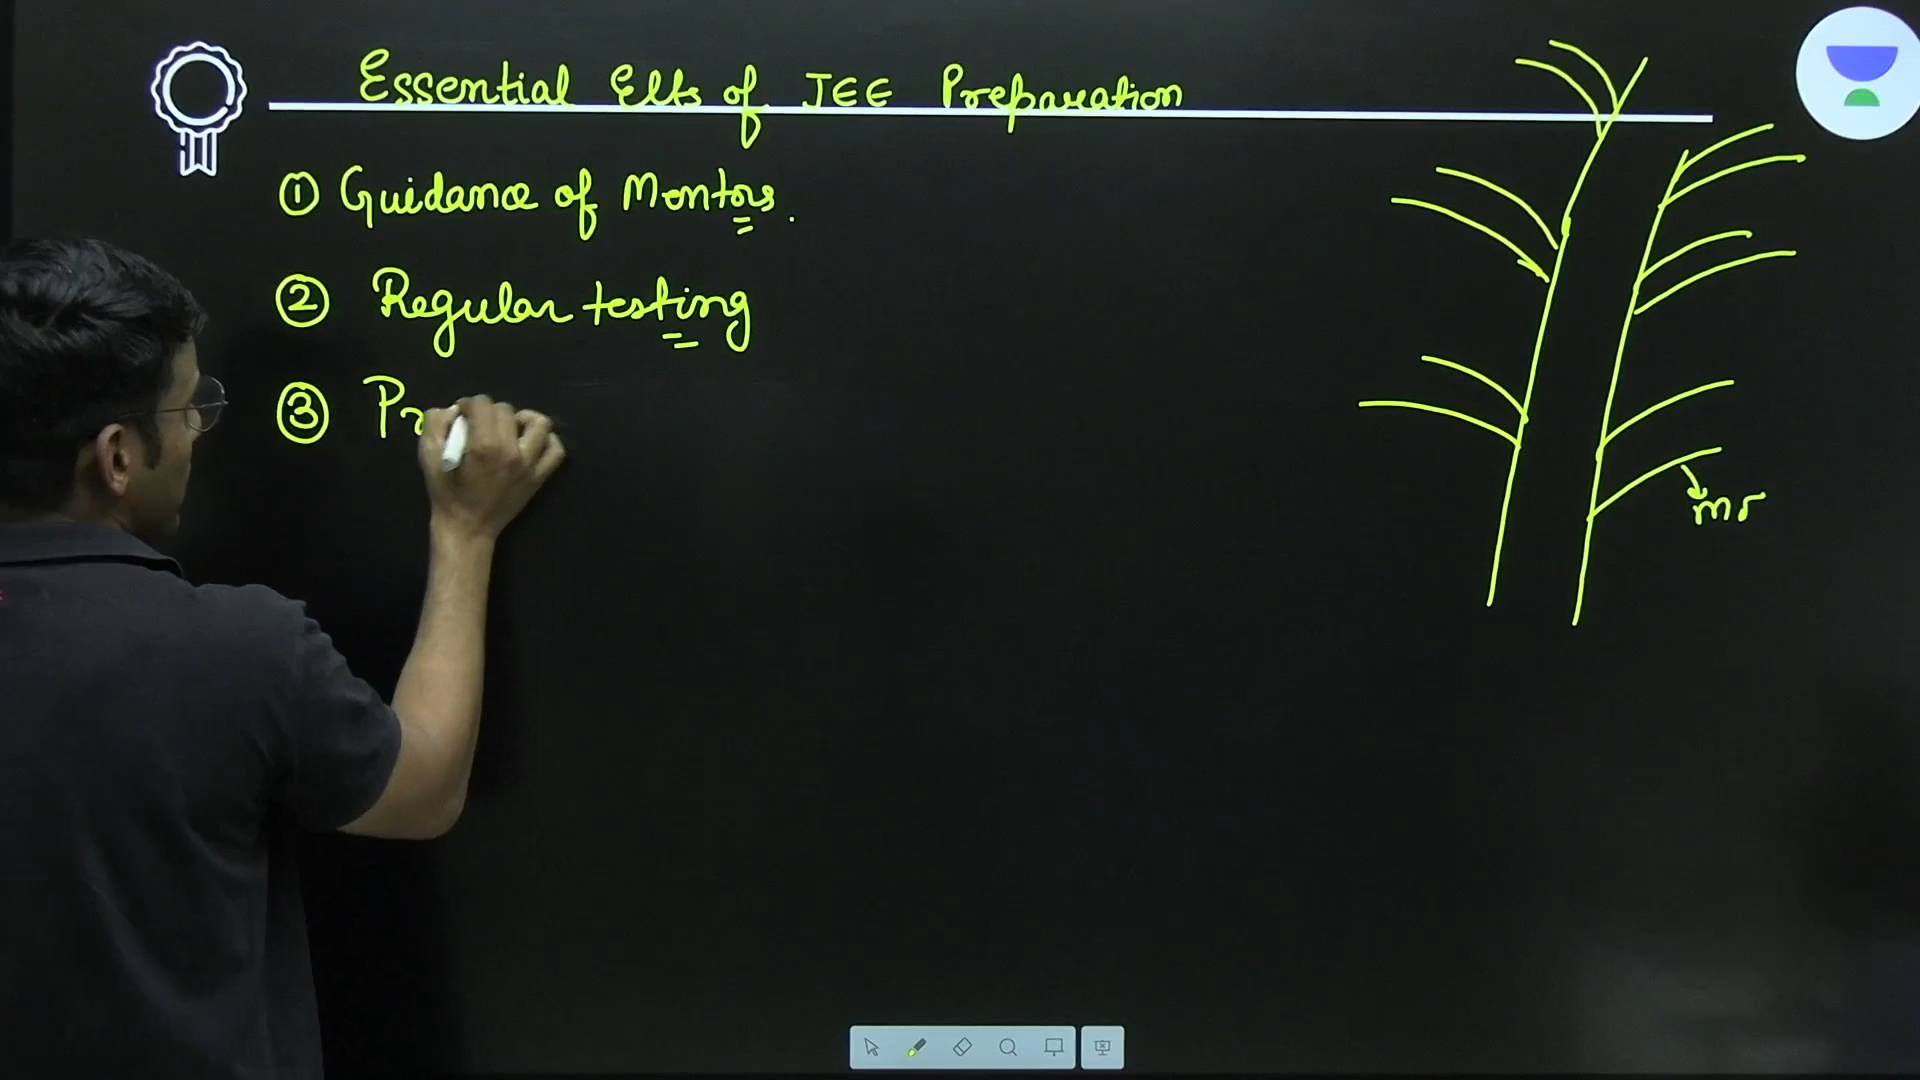 Essential Elts of JEE Preparation
① Guidance of Mentors.
② Regular testing
③ Pr
mr